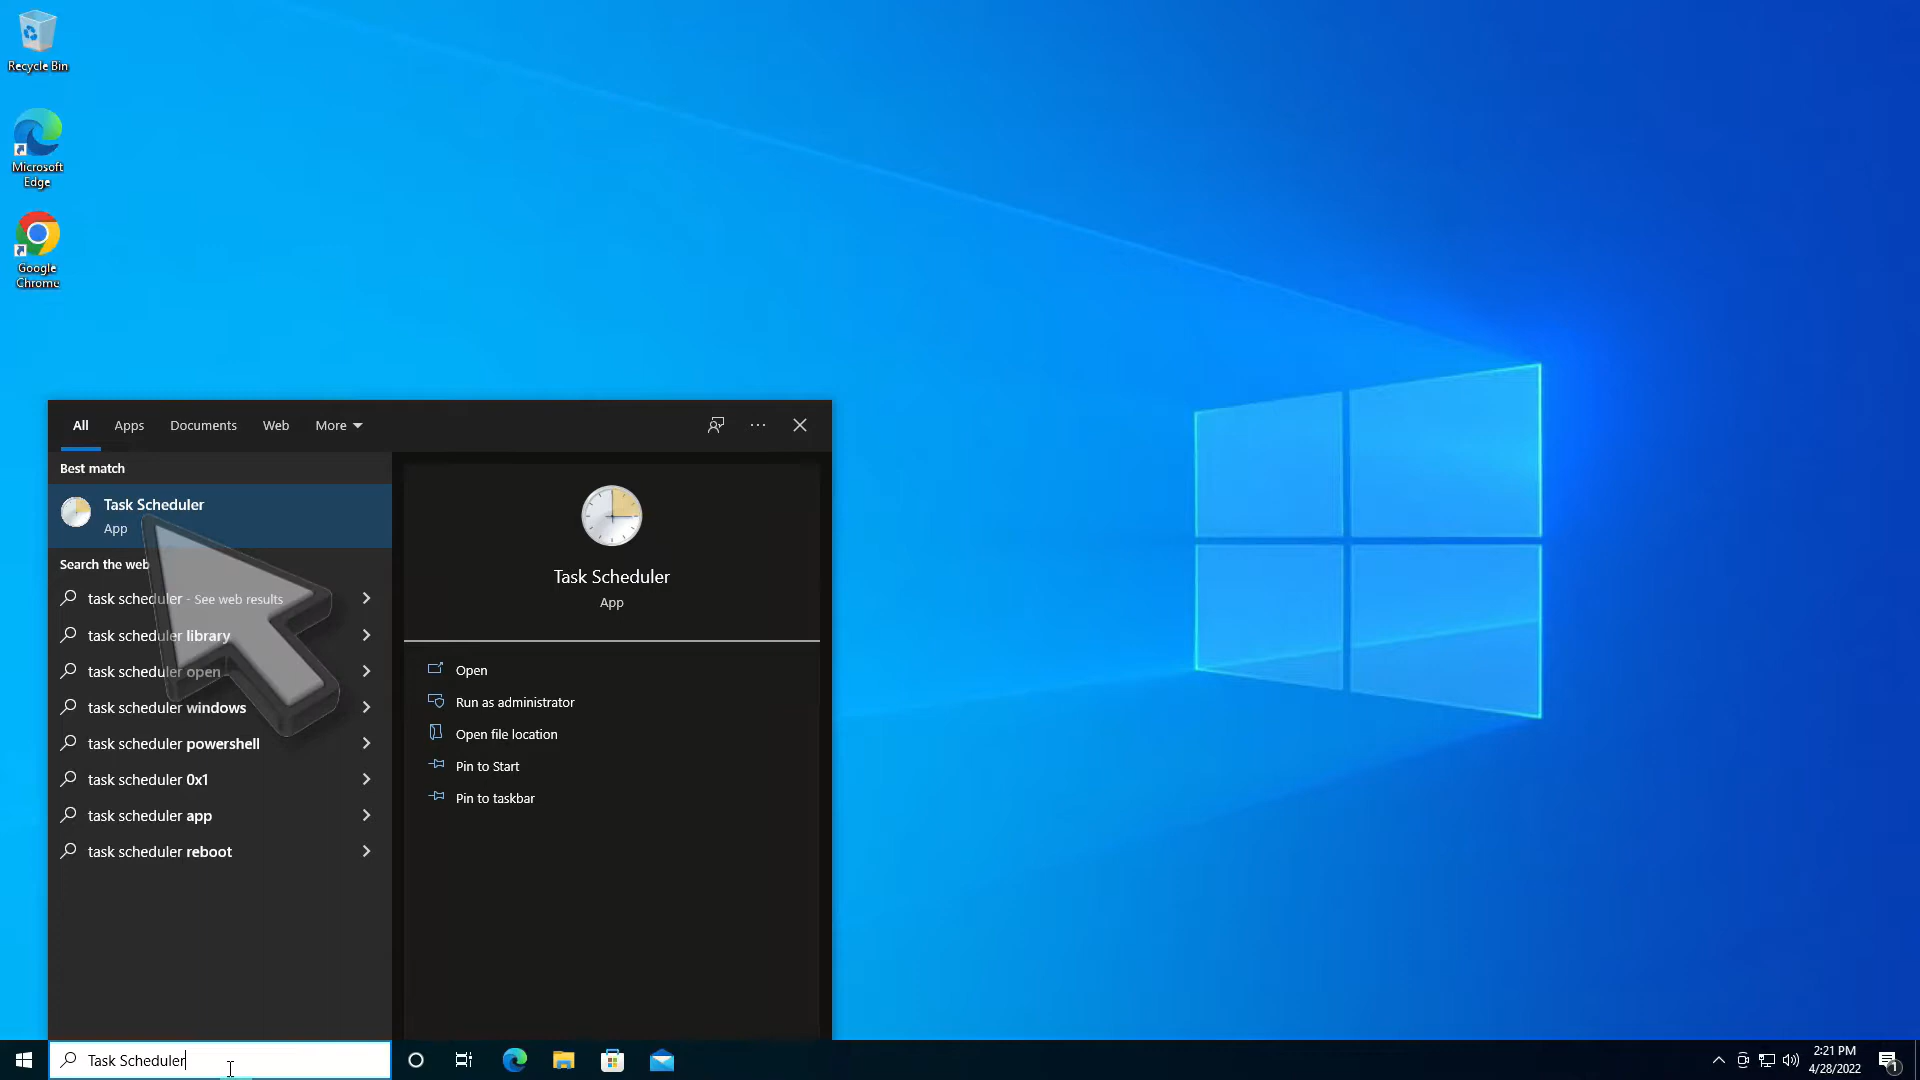 Recycle Bin
Microsoft
Edge
Google
Chrome
All Apps Documents Web More
Best match
Task Scheduler
App
Search the web
task scheduler - See web results
task scheduler library
task scheduler open
task scheduler windows
task scheduler powershell
task scheduler 0x1
task scheduler app
task scheduler reboot
Task Scheduler
App
Open
Run as administrator
Open file location
Pin to Start
Pin to taskbar
Task Scheduler
2:21 PM
4/28/2022
1